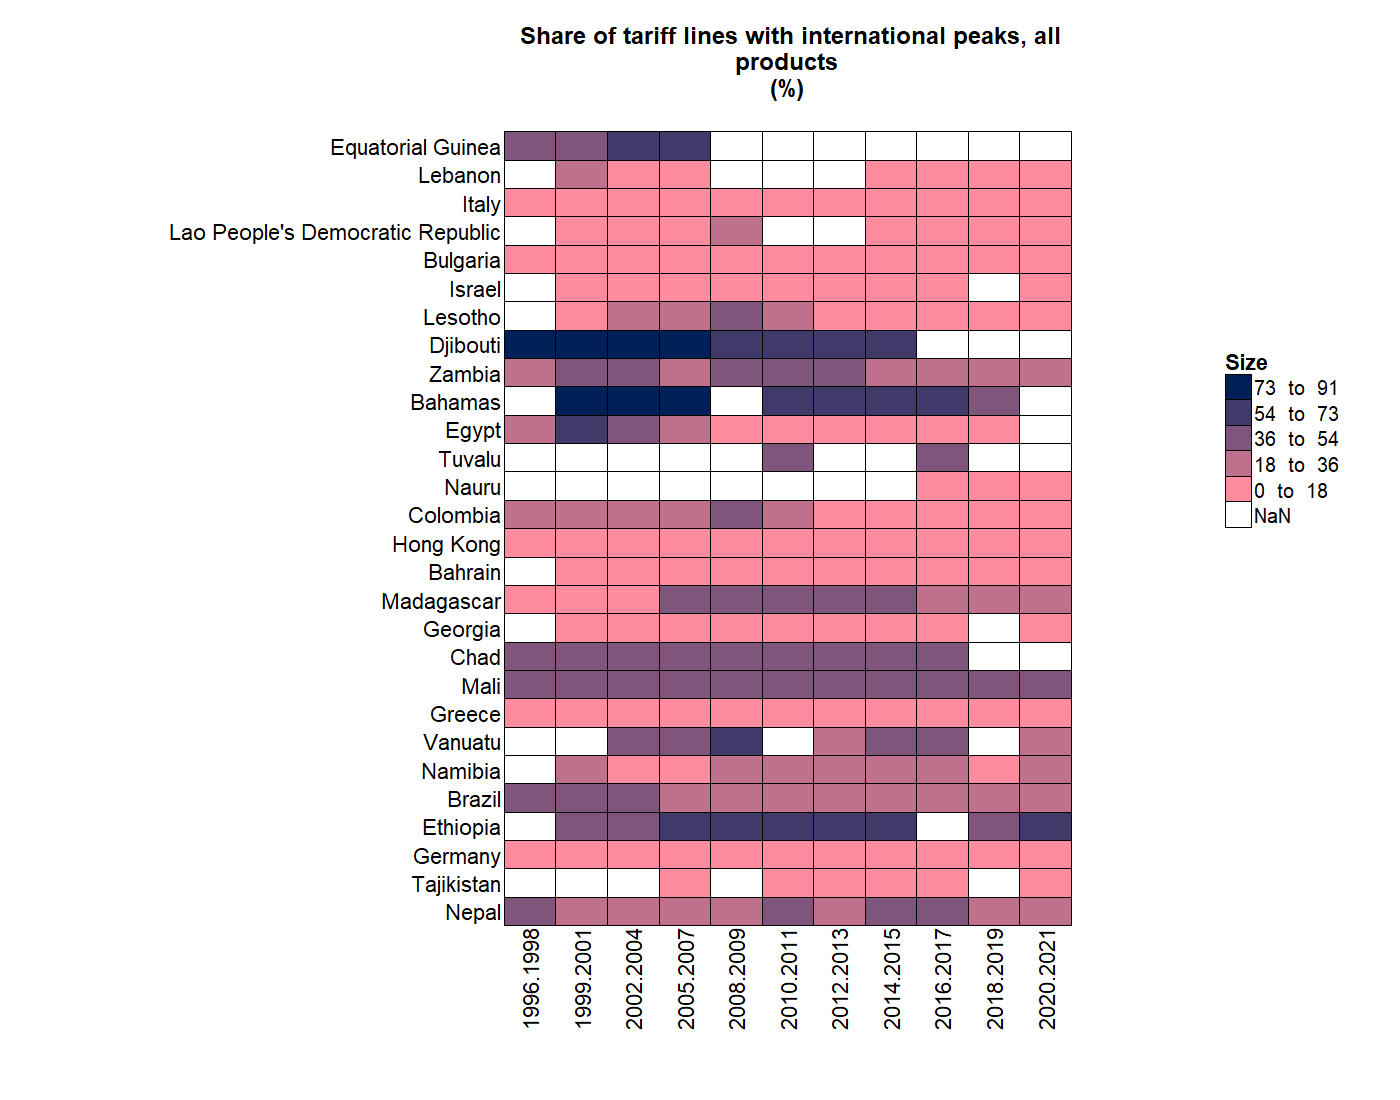 Share of tariff lines with international peaks, all
products
(%)
Equatorial Guinea
Lebanon
Italy
Lao People's Democratic Republic
Bulgaria
Israel
Lesotho
Djibouti
Zambia
Bahamas
Egypt
Tuvalu
Nauru
Colombia
Hong Kong
Bahrain
Madagascar
Georgia
Chad
Mali
Greece
Vanuatu
Namibia
Brazil
Ethiopia
Germany
Tajikistan
Nepal
1996.1998
1999.2001
2002.2004
2005.2007
2008.2009
2010.2011
2012.2013
2014.2015
2016.2017
2018.2019
2020.2021
Size
73 to 91
54 to 73
36 to 54
18 to 36
0 to 18
NaN